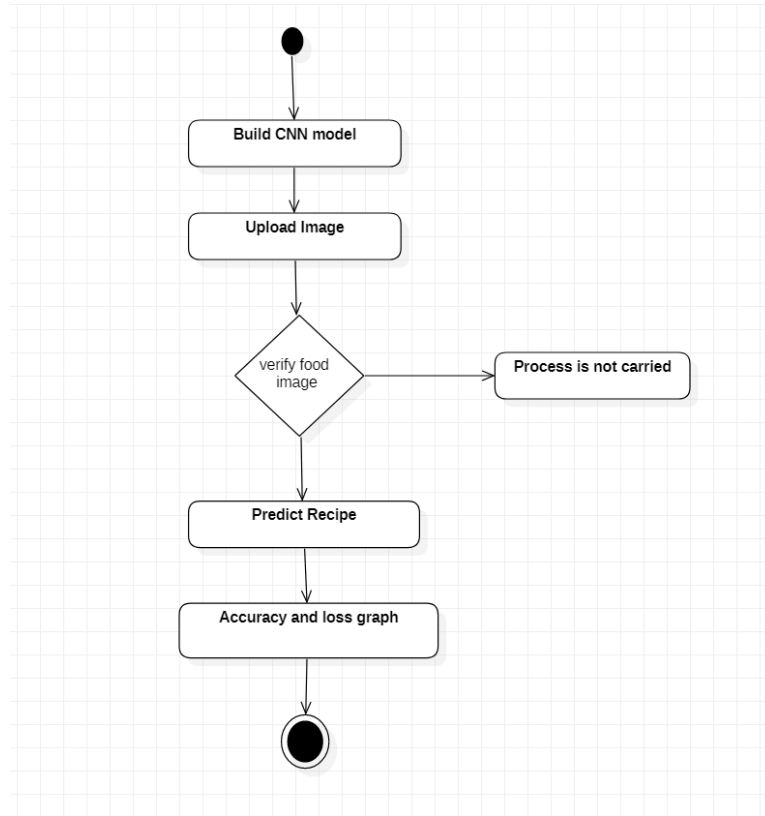 Build CNN model
Upload Image
verify food
image
Process is not carried
Predict Recipe
Accuracy and loss graph